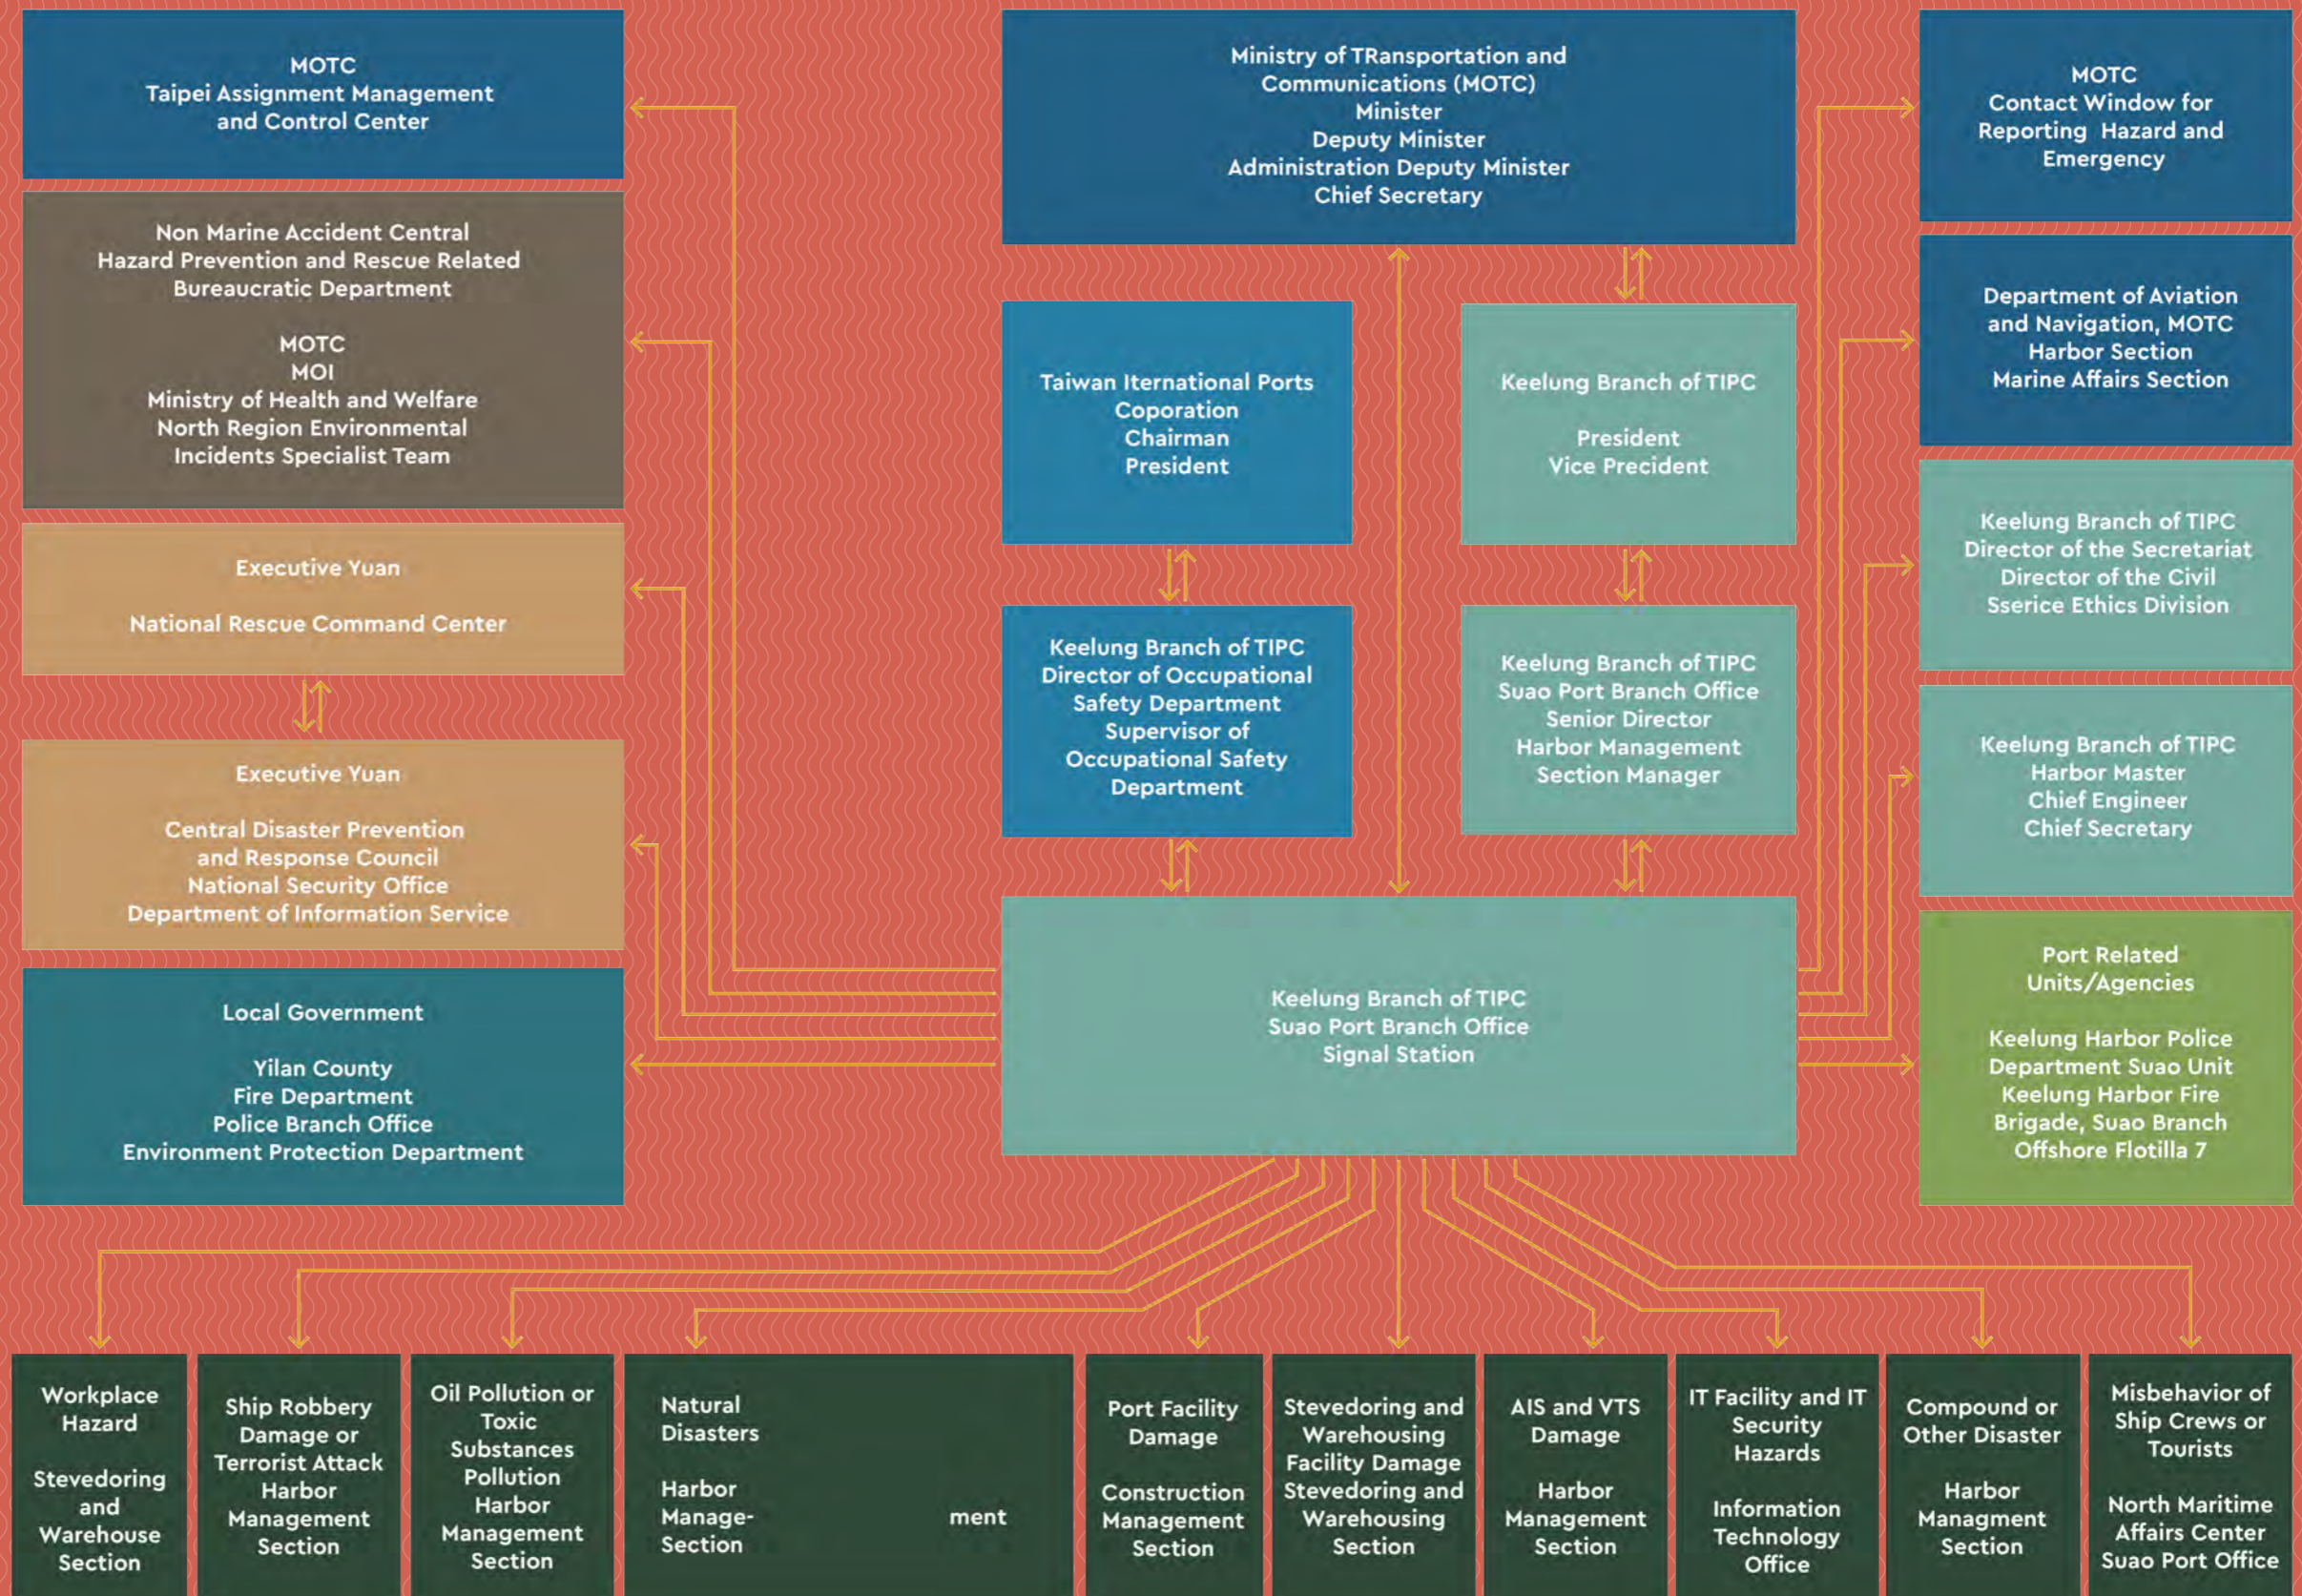 MOTC
Taipei Assignment Management
and Control Center
Non Marine Accident Central
Hazard Prevention and Rescue Related
Bureaucratic Department
MOTC
MOI
Ministry of Health and Welfare
North Region Environmental
Incidents Specialist Team
Executive Yuan
National Rescue Command Center
Executive Yuan
Central Disaster Prevention
and Response Council
National Security Office
Department of Information Service
Local Government
Yilan County
Fire Department
Police Branch Office
Environment Protection Department
Ministry of TRansportation and
Communications (MOTC)
Minister
Deputy Minister
Administration Deputy Minister
Chief Secretary
Taiwan Iternational Ports
Coporation
Chairman
President
Keelung Branch of TIPC
President
Vice Precident
Keelung Branch of TIPC
Director of Occupational
Safety Department
Supervisor of
Occupational Safety
Department
Keelung Branch of TIPC
Suao Port Branch Office
Senior Director
Harbor Management
Section Manager
Keelung Branch of TIPC
Suao Port Branch Office
Signal Station
MOTC
Contact Window for
Reporting Hazard and
Emergency
Department of Aviation
and Navigation, MOTC
Harbor Section
Marine Affairs Section
Keelung Branch of TIPC
Director of the Secretariat
Director of the Civil
Sserice Ethics Division
Keelung Branch of TIPC
Harbor Master
Chief Engineer
Chief Secretary
Port Related
Units/Agencies
Keelung Harbor Police
Department Suao Unit
Keelung Harbor Fire
Brigade, Suao Branch
Offshore Flotilla 7
Workplace
Hazard
Stevedoring
and
Warehouse
Section
Ship Robbery
Damage or
Terrorist Attack
Harbor
Management
Section
Oil Pollution or
Toxic
Substances
Pollution
Harbor
Management
Section
Natural
Disasters
Harbor
Manage- ment
Section
Port Facility
Damage
Construction
Management
Section
Stevedoring and
Warehousing
Facility Damage
Stevedoring and
Warehousing
Section
AIS and VTS
Damage
Harbor
Management
Section
IT Facility and IT
Security
Hazards
Information
Technology
Office
Compound or
Other Disaster
Harbor
Managment
Section
Misbehavior of
Ship Crews or
Tourists
North Maritime
Affairs Center
Suao Port Office